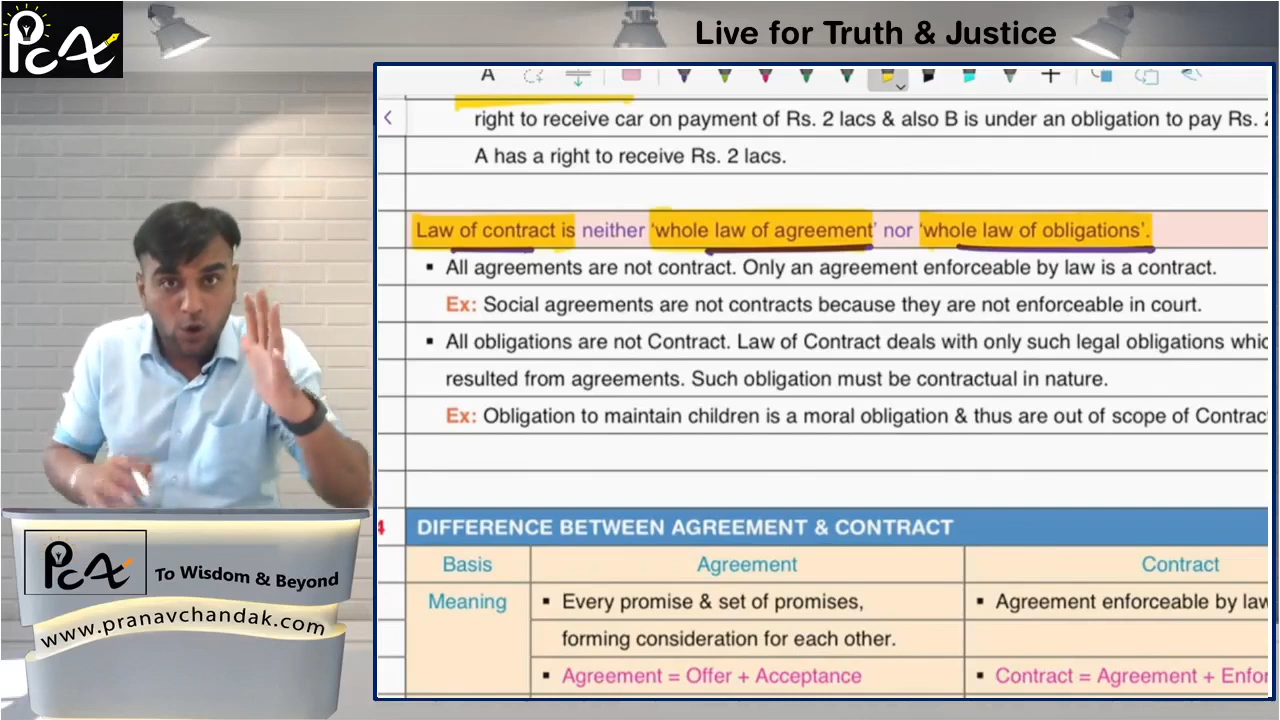 PCA
Live for Truth & Justice
right to receive car on payment of Rs. 2 lacs & also B is under an obligation to pay Rs.
A has a right to receive Rs. 2 lacs.
Law of contract is neither ‘whole law of agreement’ nor ‘whole law of obligations’.
▪ All agreements are not contract. Only an agreement enforceable by law is a contract.
Ex: Social agreements are not contracts because they are not enforceable in court.
▪ All obligations are not Contract. Law of Contract deals with only such legal obligations whic
resulted from agreements. Such obligation must be contractual in nature.
Ex: Obligation to maintain children is a moral obligation & thus are out of scope of Contrac
4 DIFFERENCE BETWEEN AGREEMENT & CONTRACT
Basis Agreement Contract
Meaning ▪ Every promise & set of promises, ▪ Agreement enforceable by law
forming consideration for each other.
▪ Agreement = Offer + Acceptance ▪ Contract = Agreement + Enfor
PCA To Wisdom & Beyond
www.pranavchandak.com